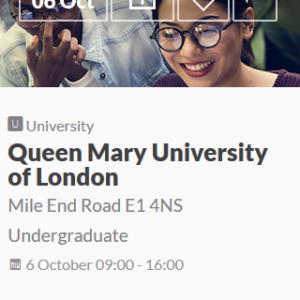 06 Oct
U University
Queen Mary University
of London
Mile End Road E1 4NS
Undergraduate
6 October 09:00 - 16:00